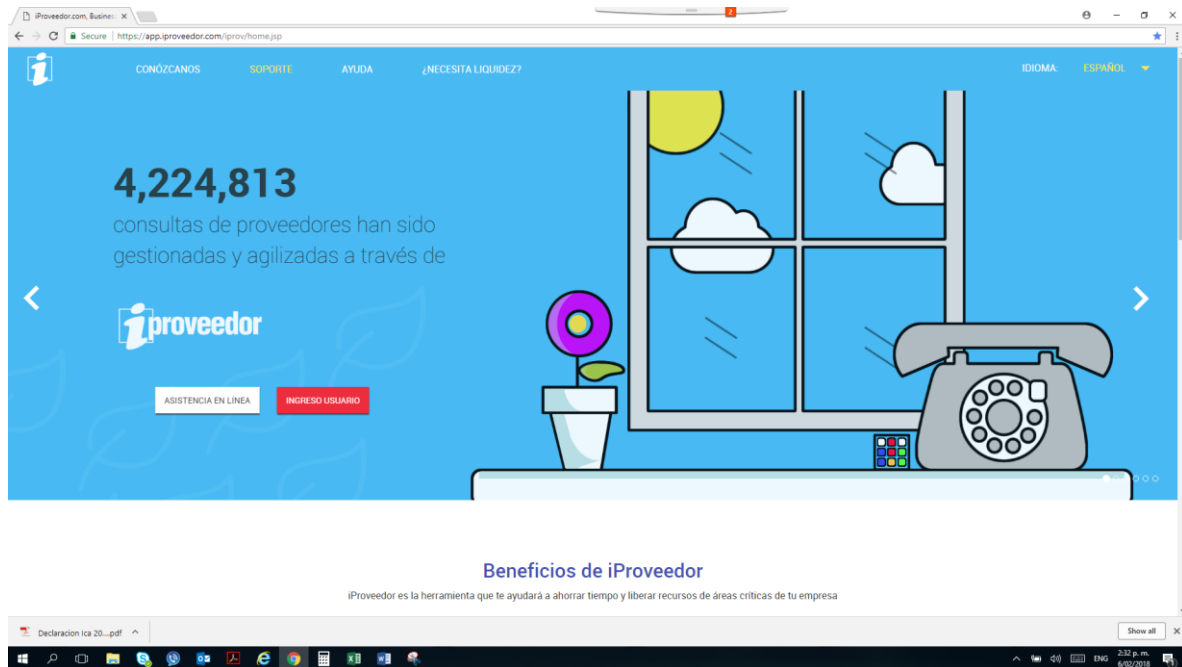 iProveedor.com, Busines
2
Secure | https://app.iproveedor.com/iprov/home.jsp
i
CONÓZCANOS
SOPORTE
AYUDA
¿NECESITA LIQUIDEZ?
IDIOMA:
ESPAÑOL
4,224,813
consultas de proveedores han sido
gestionadas y agilizadas a través de
iproveedor
ASISTENCIA EN LÍNEA
INGRESO USUARIO
Beneficios de iProveedor
iProveedor es la herramienta que te ayudará a ahorrar tiempo y liberar recursos de áreas críticas de tu empresa
Declaracion Ica 20....pdf
Show all
ENG
2:32 p. m.
6/02/2018